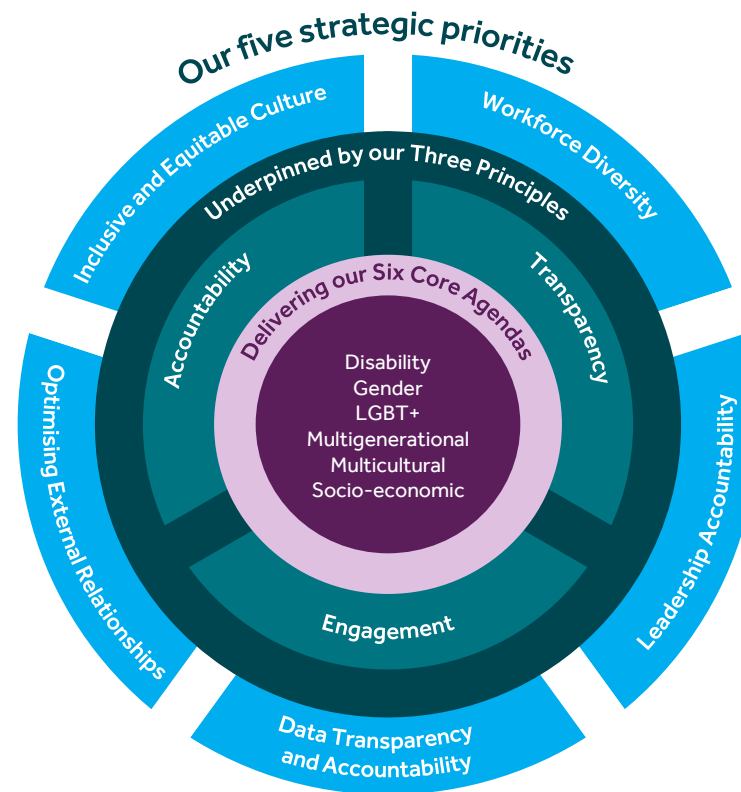 Our five strategic priorities
Inclusive and Equitable Culture
Workforce Diversity
Underpinned by our Three Principles
Accountability
Transparency
Delivering our Six Core Agendas
Disability
Gender
LGBT+
Multigenerational
Multicultural
Socio-economic
Optimising External Relationships
Leadership Accountability
Engagement
Data Transparency
and Accountability